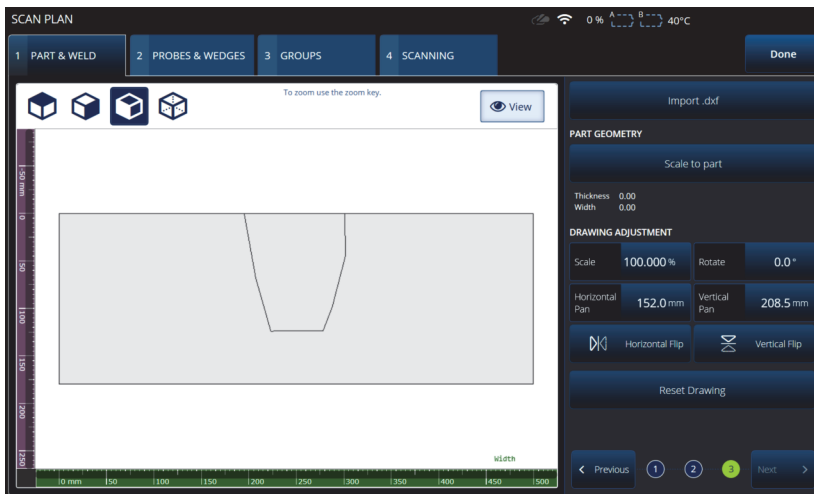 SCAN PLAN
0 %
A
B
40°C
1 PART & WELD
2 PROBES & WEDGES
3 GROUPS
4 SCANNING
Done
To zoom use the zoom key.
View
Import .dxf
PART GEOMETRY
Scale to part
Thickness 0.00
Width 0.00
DRAWING ADJUSTMENT
Scale 100.000 %
Rotate 0.0 °
Horizontal Pan 152.0 mm
Vertical Pan 208.5 mm
Horizontal Flip
Vertical Flip
Reset Drawing
Previous
1
2
3
Next
-50 mm
0
50
100
150
200
250
Width
0 mm
50
100
150
200
250
300
350
400
450
500